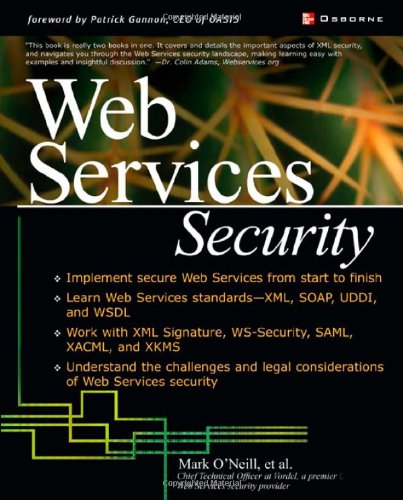 foreword by Patrick Gannon, CEO of OASIS
OSBORNE
"This book is really two books in one. It covers and details the important aspects of XML security,
and navigates you through the Web Services security landscape, making learning easy with
examples and insightful discussion." —Dr. Colin Adams, Webservices.org
Web
Services
Security
Implement secure Web Services from start to finish
Learn Web Services standards—XML, SOAP, UDDI,
and WSDL
Work with XML Signature, WS-Security, SAML,
XACML, and XKMS
Understand the challenges and legal considerations
of Web Services security
Mark O'Neill, et al.
Chief Technical Officer at Vordel, a premier
Web Services Security provider
Copyrighted Material